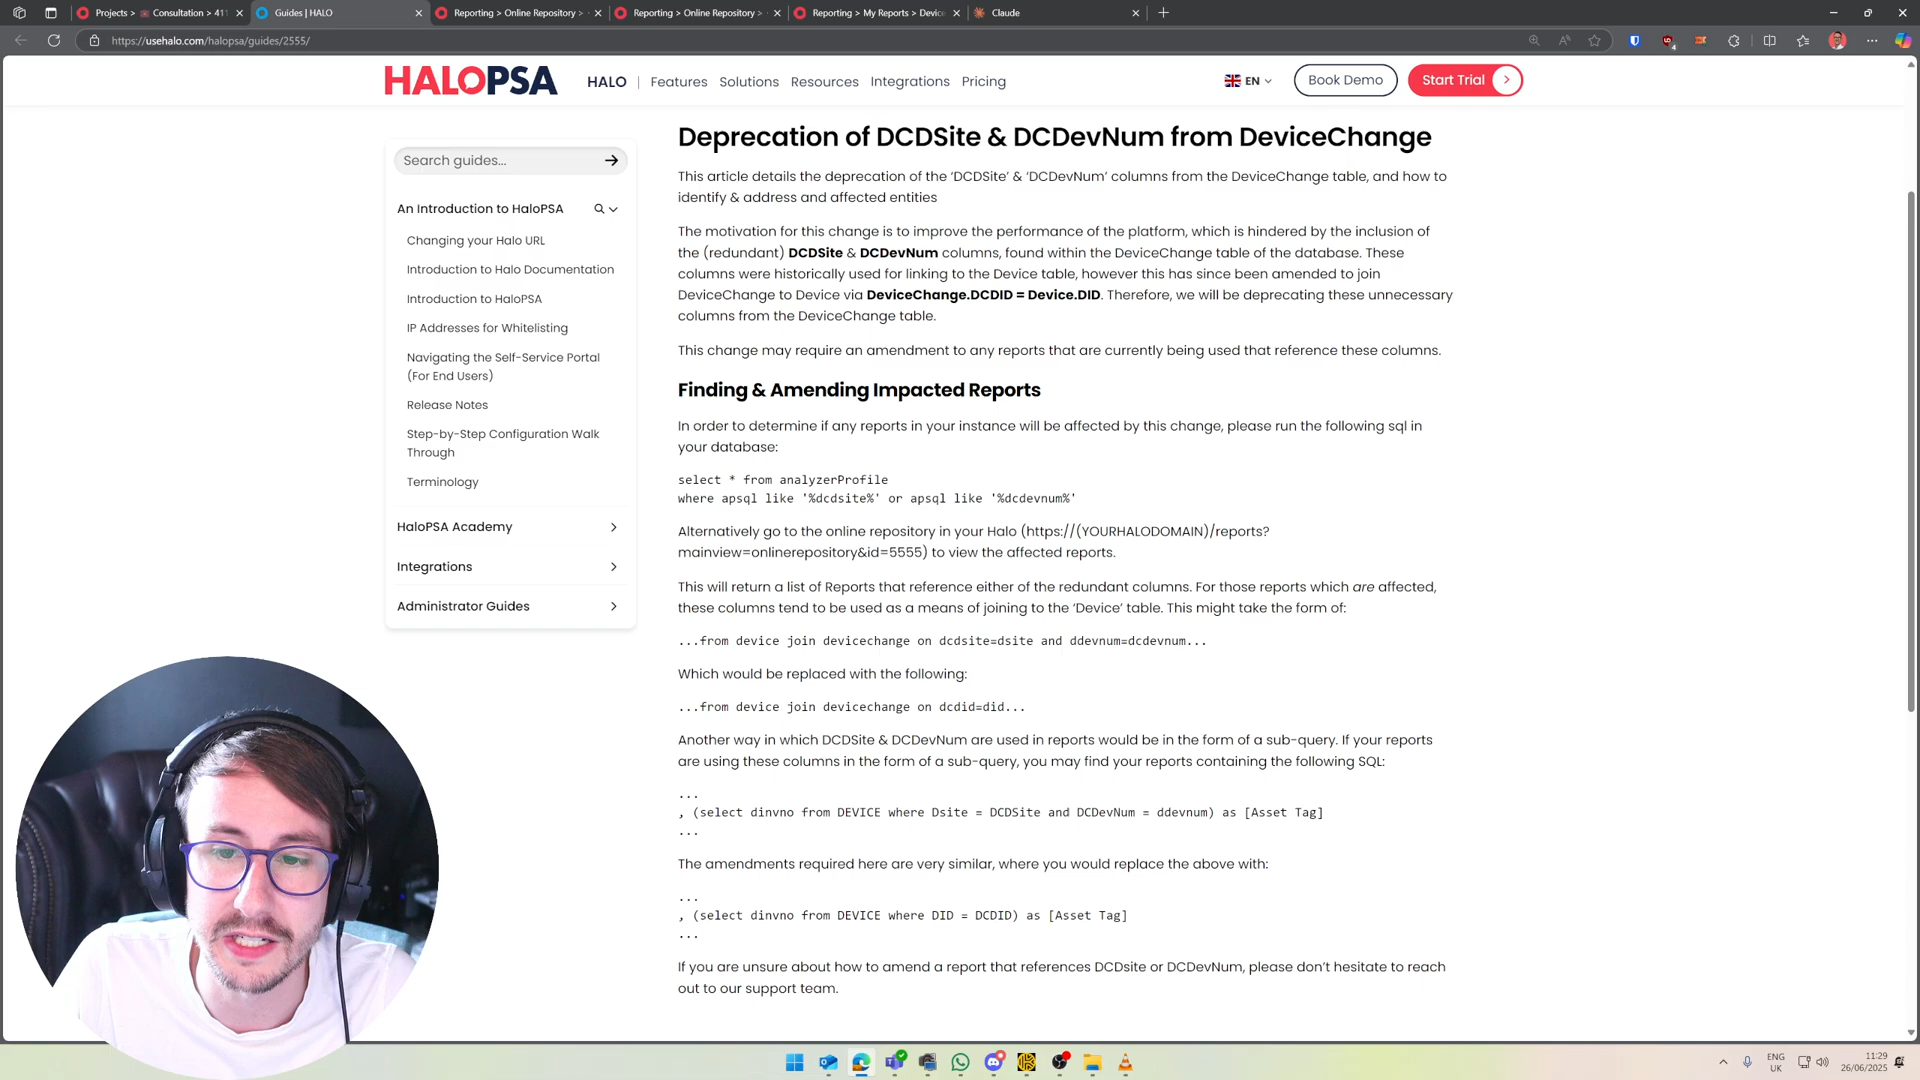 Projects > 💼 Consultation > 411
Guides | HALO
Reporting > Online Repository >
Reporting > Online Repository >
Reporting > My Reports > Device
Claude
https://usehalo.com/halopsa/guides/2555/
HALOPSA
HALO
Features
Solutions
Resources
Integrations
Pricing
EN
Book Demo
Start Trial
Search guides...
An Introduction to HaloPSA
Changing your Halo URL
Introduction to Halo Documentation
Introduction to HaloPSA
IP Addresses for Whitelisting
Navigating the Self-Service Portal
(For End Users)
Release Notes
Step-by-Step Configuration Walk
Through
Terminology
HaloPSA Academy
Integrations
Administrator Guides
Deprecation of DCDSite & DCDevNum from DeviceChange
This article details the deprecation of the ‘DCDSite’ & ‘DCDevNum’ columns from the DeviceChange table, and how to
identify & address and affected entities
The motivation for this change is to improve the performance of the platform, which is hindered by the inclusion of
the (redundant) DCDSite & DCDevNum columns, found within the DeviceChange table of the database. These
columns were historically used for linking to the Device table, however this has since been amended to join
DeviceChange to Device via DeviceChange.DCDID = Device.DID. Therefore, we will be deprecating these unnecessary
columns from the DeviceChange table.
This change may require an amendment to any reports that are currently being used that reference these columns.
Finding & Amending Impacted Reports
In order to determine if any reports in your instance will be affected by this change, please run the following sql in
your database:
select * from analyzerProfile
where apsql like '%dcdsite%' or apsql like '%dcdevnum%'
Alternatively go to the online repository in your Halo (https://(YOURHALODOMAIN)/reports?
mainview=onlinerepository&id=5555) to view the affected reports.
This will return a list of Reports that reference either of the redundant columns. For those reports which are affected,
these columns tend to be used as a means of joining to the ‘Device’ table. This might take the form of:
...from device join devicechange on dcdsite=dsite and ddevnum=dcdevnum...
Which would be replaced with the following:
...from device join devicechange on dcdid=did...
Another way in which DCDSite & DCDevNum are used in reports would be in the form of a sub-query. If your reports
are using these columns in the form of a sub-query, you may find your reports containing the following SQL:
...
, (select dinvno from DEVICE where Dsite = DCDSite and DCDevNum = ddevnum) as [Asset Tag]
...
The amendments required here are very similar, where you would replace the above with:
...
, (select dinvno from DEVICE where DID = DCDID) as [Asset Tag]
...
If you are unsure about how to amend a report that references DCDsite or DCDevNum, please don’t hesitate to reach
out to our support team.
ENG
UK
11:29
26/06/2025